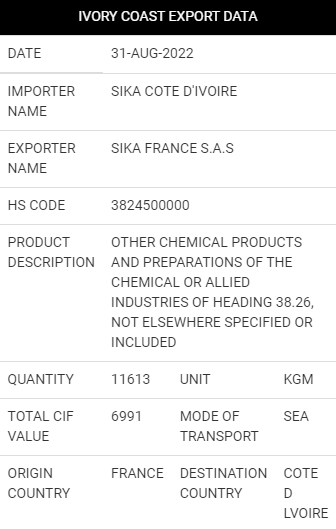 IVORY COAST EXPORT DATA
DATE 31-AUG-2022
IMPORTER NAME SIKA COTE D'IVOIRE
EXPORTER NAME SIKA FRANCE S.A.S
HS CODE 3824500000
PRODUCT DESCRIPTION OTHER CHEMICAL PRODUCTS
AND PREPARATIONS OF THE
CHEMICAL OR ALLIED
INDUSTRIES OF HEADING 38.26,
NOT ELSEWHERE SPECIFIED OR
INCLUDED
QUANTITY 11613 UNIT KGM
TOTAL CIF VALUE 6991 MODE OF TRANSPORT SEA
ORIGIN COUNTRY FRANCE DESTINATION COUNTRY COTE D LVOIRE